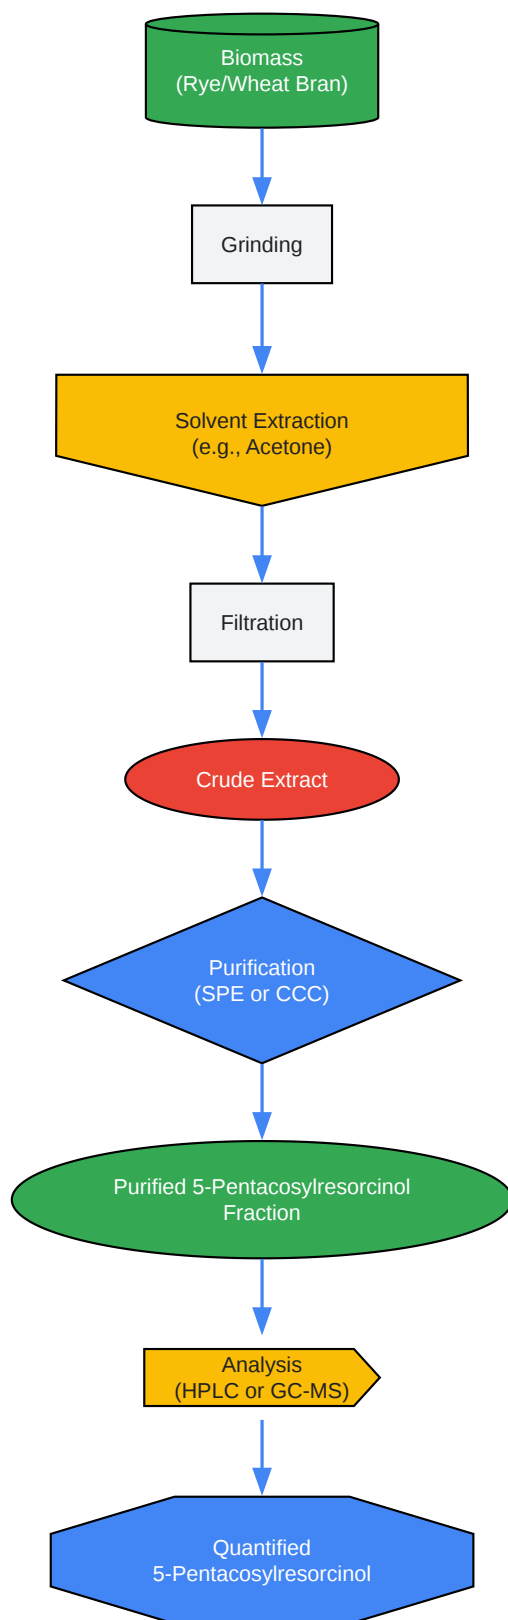 Biomass
(Rye/Wheat Bran)
Grinding
Solvent Extraction
(e.g., Acetone)
Filtration
Crude Extract
Purification
(SPE or CCC)
Purified 5-Pentacosylresorcinol
Fraction
Analysis
(HPLC or GC-MS)
Quantified
5-Pentacosylresorcinol